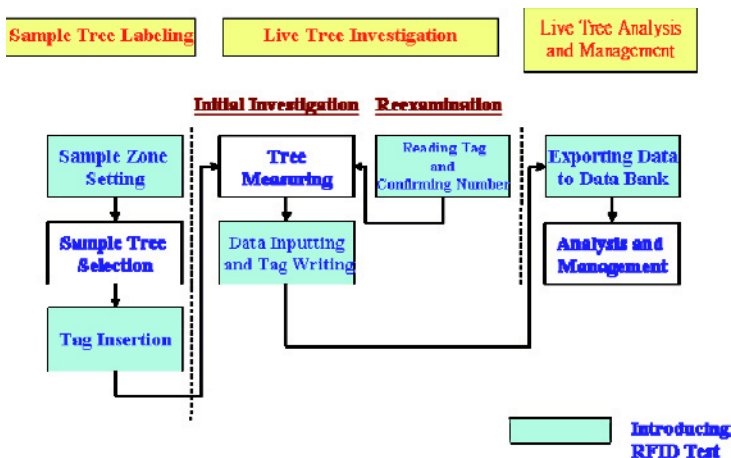 Sample Tree Labeling
Live Tree Investigation
Live Tree Analysis
and Management
Initial Investigation
Reexamination
Sample Zone
Setting
Sample Tree
Selection
Tag Insertion
Tree
Measuring
Data Inputting
and Tag Writing
Reading Tag
and
Confirming Number
Exporting Data
to Data Bank
Analysis and
Management
Introducing
RFID Test